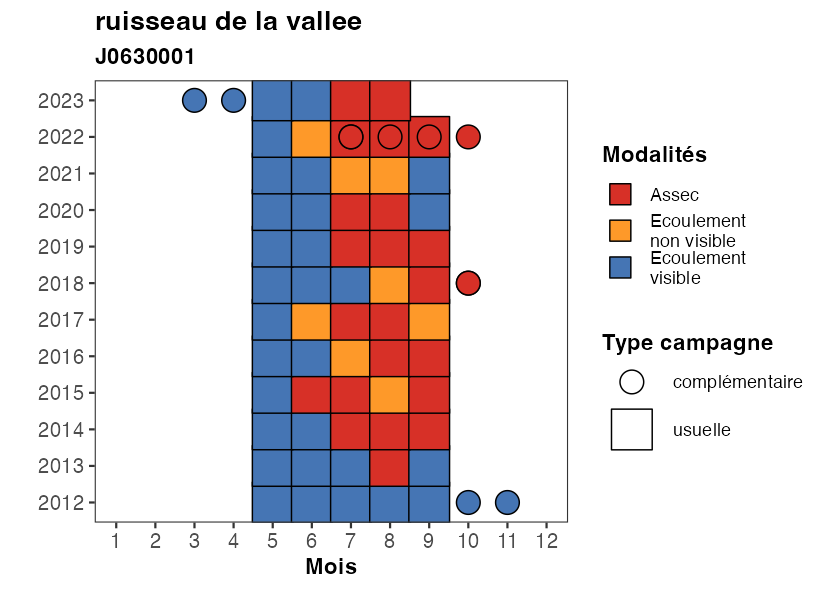 ruisseau de la vallee
J0630001
2023
2022
2021
2020
2019
2018
2017
2016
2015
2014
2013
2012
1 2 3 4 5 6 7 8 9 10 11 12
Mois
Modalités
Assec
Ecoulement
non visible
Ecoulement
visible
Type campagne
complémentaire
usuelle